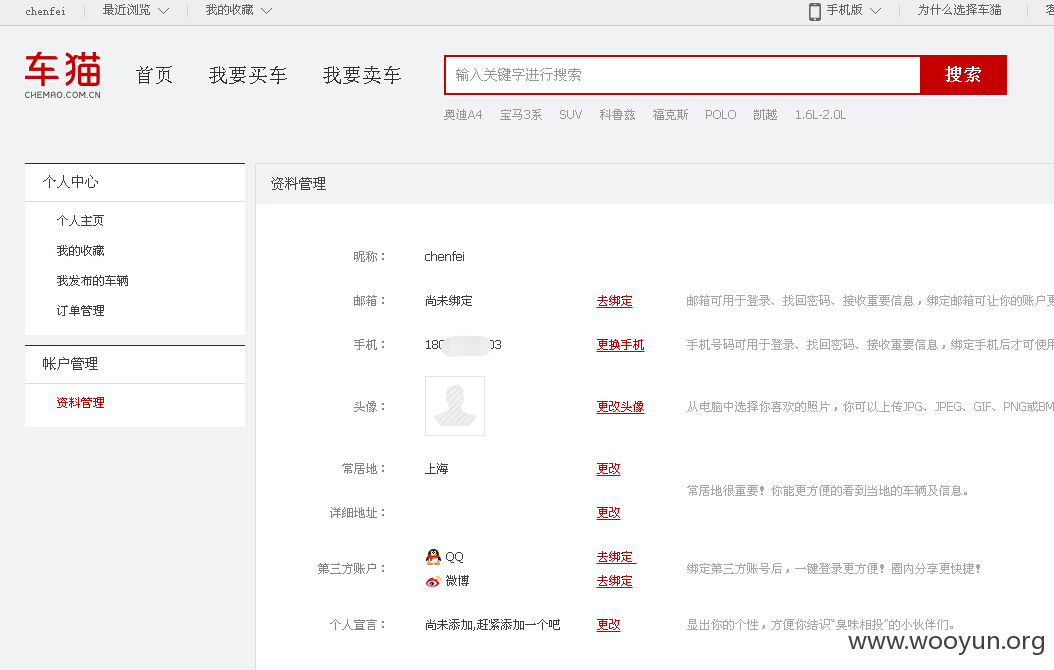 chenfei 最近浏览 我的收藏 手机版 为什么选择车猫
车猫
CHEMAO.COM.CN
首页 我要买车 我要卖车
输入关键字进行搜索 搜索
奥迪A4 宝马3系 SUV 科鲁兹 福克斯 POLO 凯越 1.6L-2.0L
个人中心
个人主页
我的收藏
我发布的车辆
订单管理
帐户管理
资料管理
资料管理
昵称： chenfei
邮箱： 尚未绑定 去绑定 邮箱可用于登录、找回密码、接收重要信息，绑定邮箱可让你的账户更
手机： 180 03 更换手机 手机号码可用于登录、找回密码、接收重要信息，绑定手机后才可使用
头像： 更改头像 从电脑中选择你喜欢的照片，你可以上传JPG、JPEG、GIF、PNG或BM
常居地： 上海 更改
常居地很重要！你能更方便的看到当地的车辆及信息。
详细地址： 更改
第三方账户： QQ 去绑定
微博 去绑定
绑定第三方账号后，一键登录更方便！圈内分享更快捷！
个人宣言： 尚未添加,赶紧添加一个吧 更改 显出你的个性，方便你结识“臭味相投”的小伙伴们。
www.wooyun.org